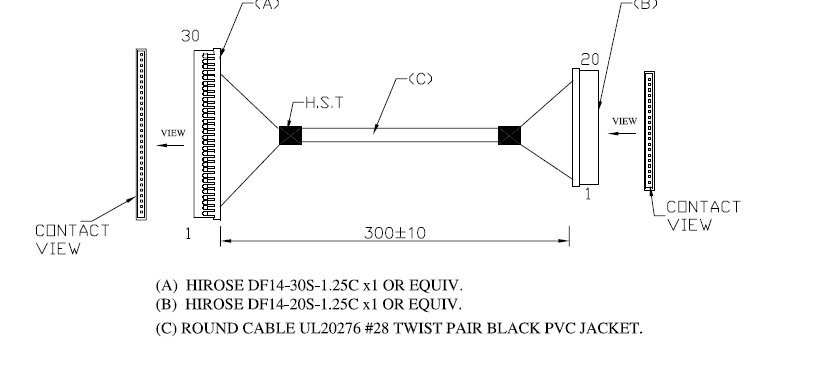 (A)
(B)
30
20
(C)
H.S.T
VIEW
VIEW
CONTACT
VIEW
1
300±10
1
CONTACT
VIEW
(A) HIROSE DF14-30S-1.25C x1 OR EQUIV.
(B) HIROSE DF14-20S-1.25C x1 OR EQUIV.
(C) ROUND CABLE UL20276 #28 TWIST PAIR BLACK PVC JACKET.